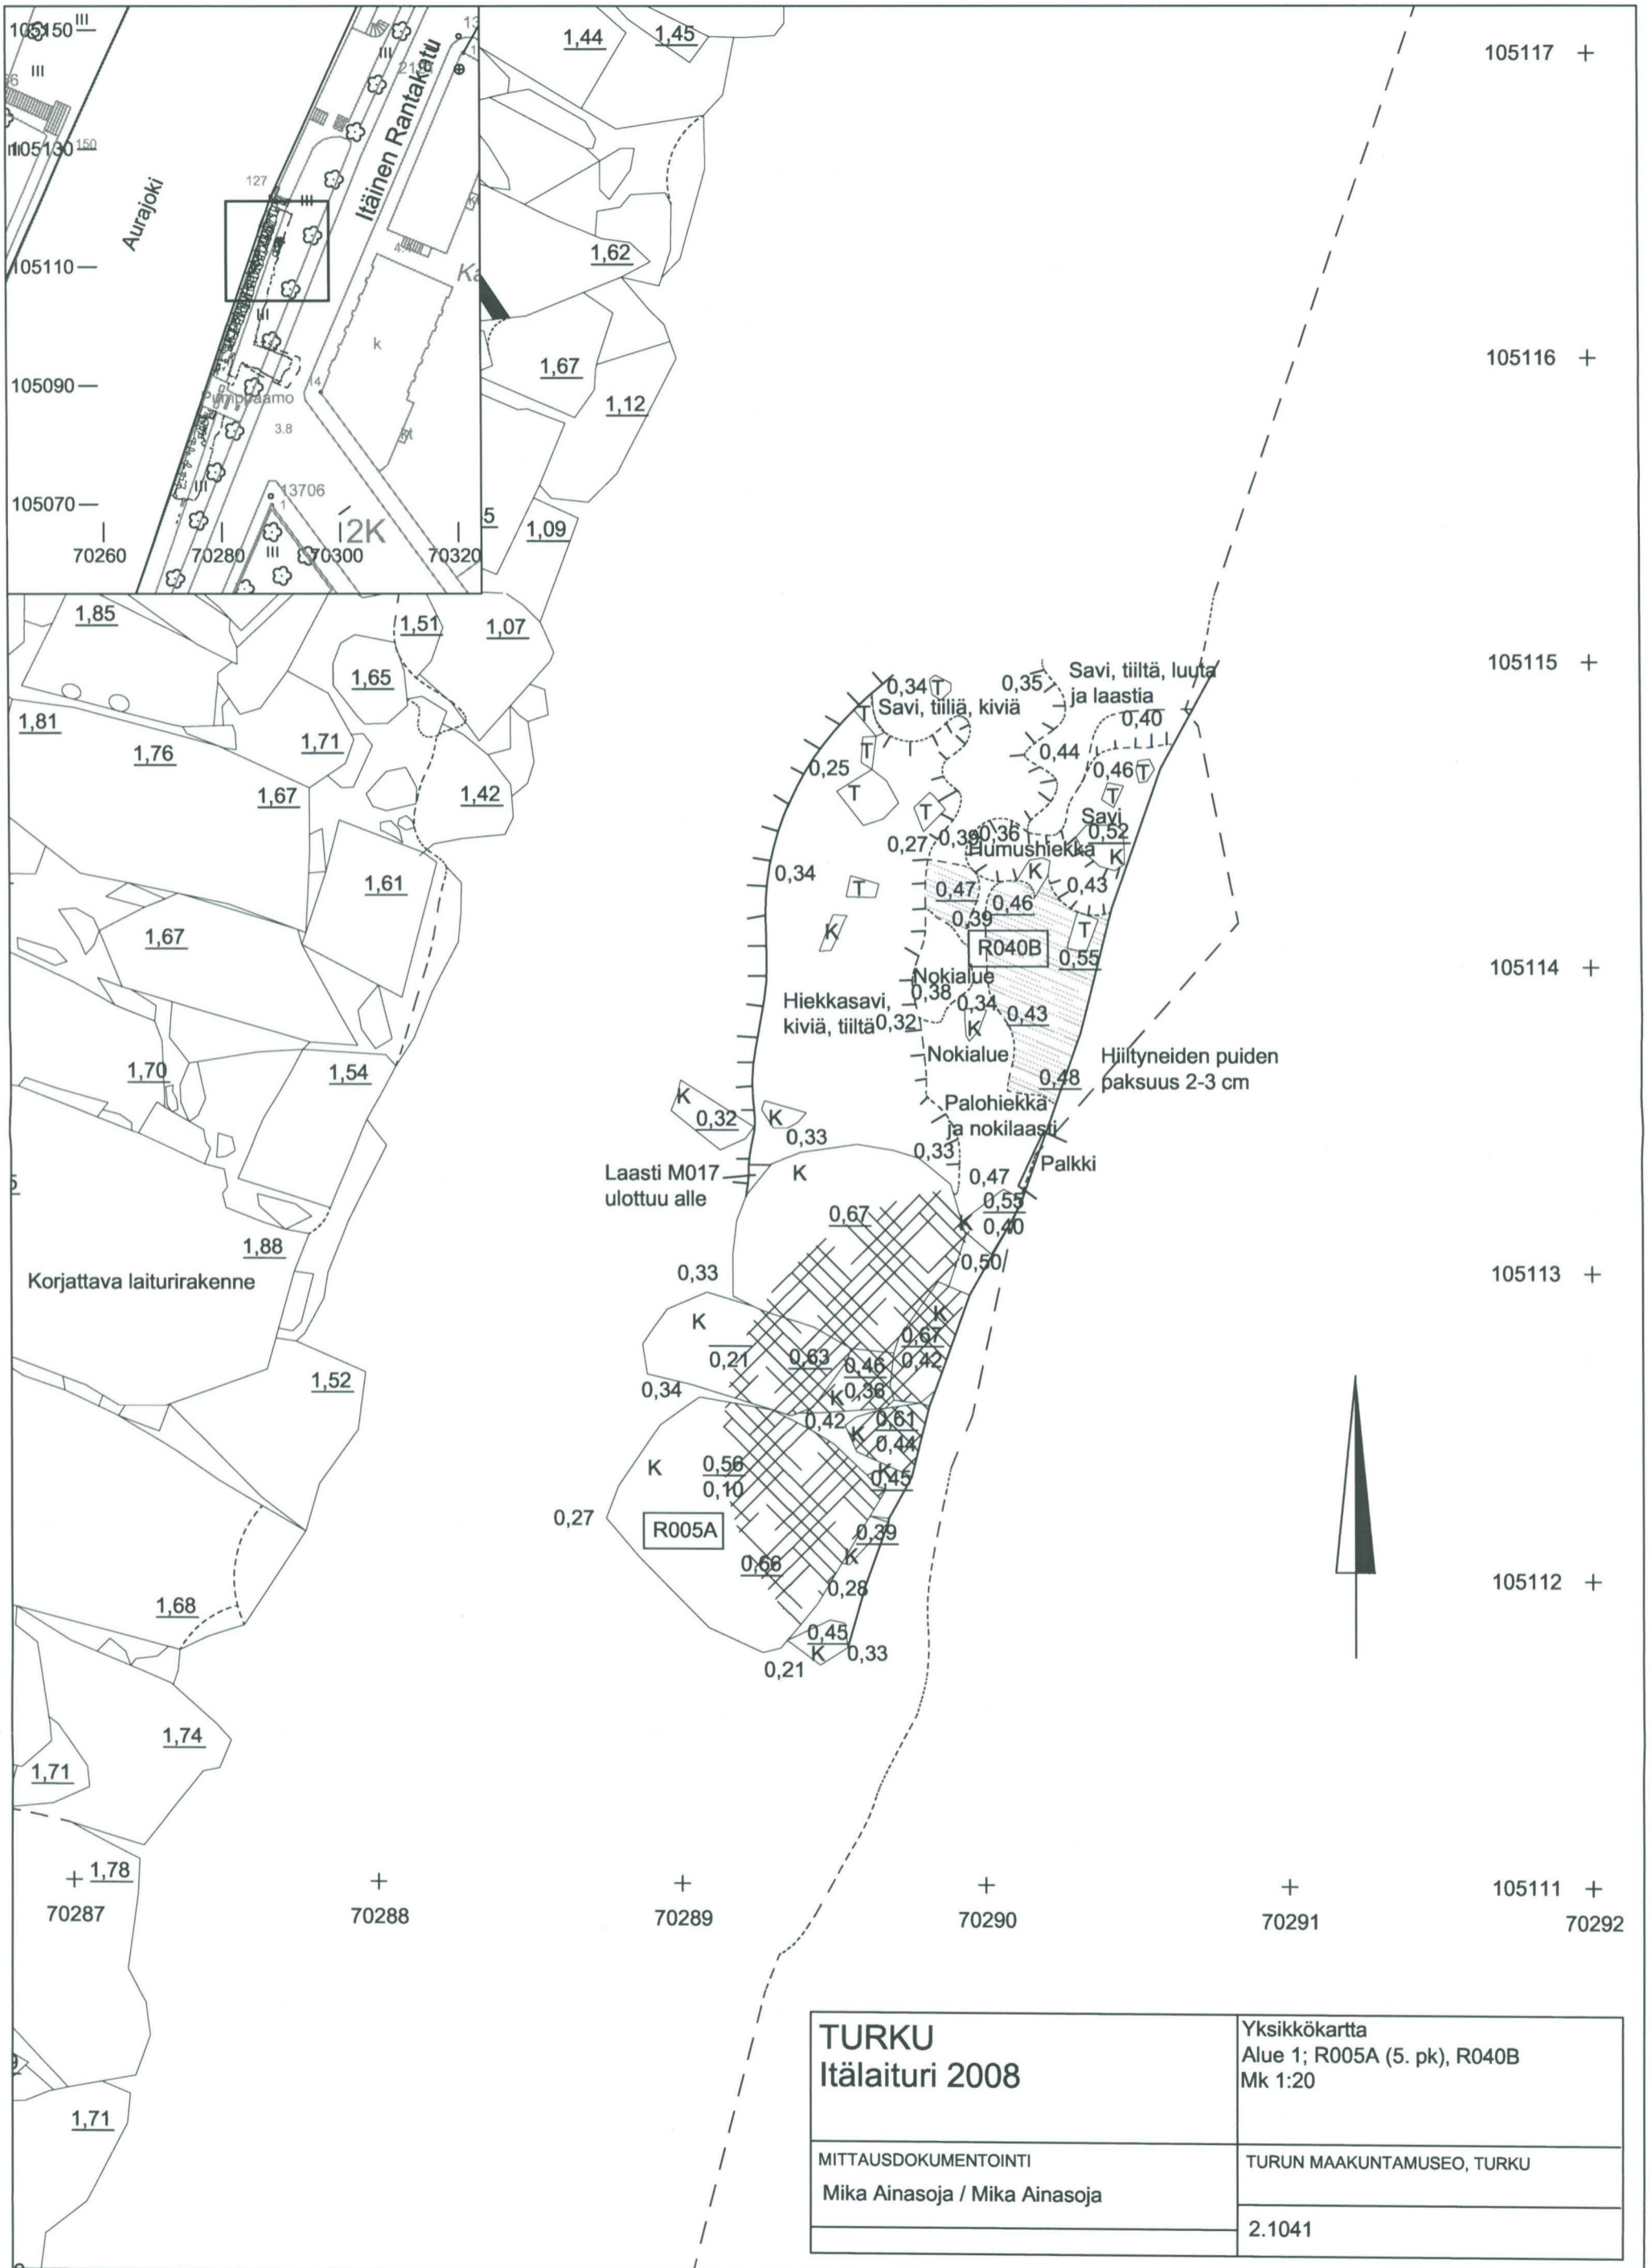 105150
III
III
105130
150
105110
105090
105070
70260
70280
70300
70320
Aurajoki
Itäinen Rantakatu
127
III
III
III
III
III
k
14
Pumppaamo
3.8
13706
1
2K
1,44
1,45
1,62
1,67
1,12
1,09
1,07
1,51
1,65
1,85
1,81
1,76
1,71
1,67
1,42
1,61
1,67
1,70
1,54
1,88
Korjattava laiturirakenne
1,52
1,68
1,74
1,71
1,78
1,71
105117
105116
105115
105114
105113
105112
105111
70287
70288
70289
70290
70291
70292
0,34 T
Savi, tiiliä, kiviä
0,35
Savi, tiiltä, luuta
ja laastia
0,40
T
T
0,25
T
T
0,44
0,46 T
T
Savi
0,52
K
0,27
0,39
0,36
Humushiekka
K
0,43
0,34
T
K
0,47
0,46
0,39
R040B
T
0,55
Nokialue
0,38
0,34
K
0,43
Hiekkasavi,
kiviä, tiiltä
0,32
Nokialue
0,48
Hiiltyneiden puiden
paksuus 2-3 cm
Palohiekka
ja nokilaasti
K
0,32
K
0,33
0,33
Palkki
Laasti M017
ulottuu alle
K
0,47
0,55
0,40
K
0,67
0,50
0,33
K
K
0,67
0,42
0,21
0,63
0,46
0,36
K
0,34
0,42
0,61
0,44
K
K
0,45
K
0,56
0,10
0,27
R005A
0,39
K
0,66
0,28
0,45
K
0,33
0,21
TURKU
Itälaituri 2008
Yksikkökartta
Alue 1; R005A (5. pk), R040B
Mk 1:20
MITTAUSDOKUMENTOINTI
Mika Ainasoja / Mika Ainasoja
TURUN MAAKUNTAMUSEO, TURKU
2.1041